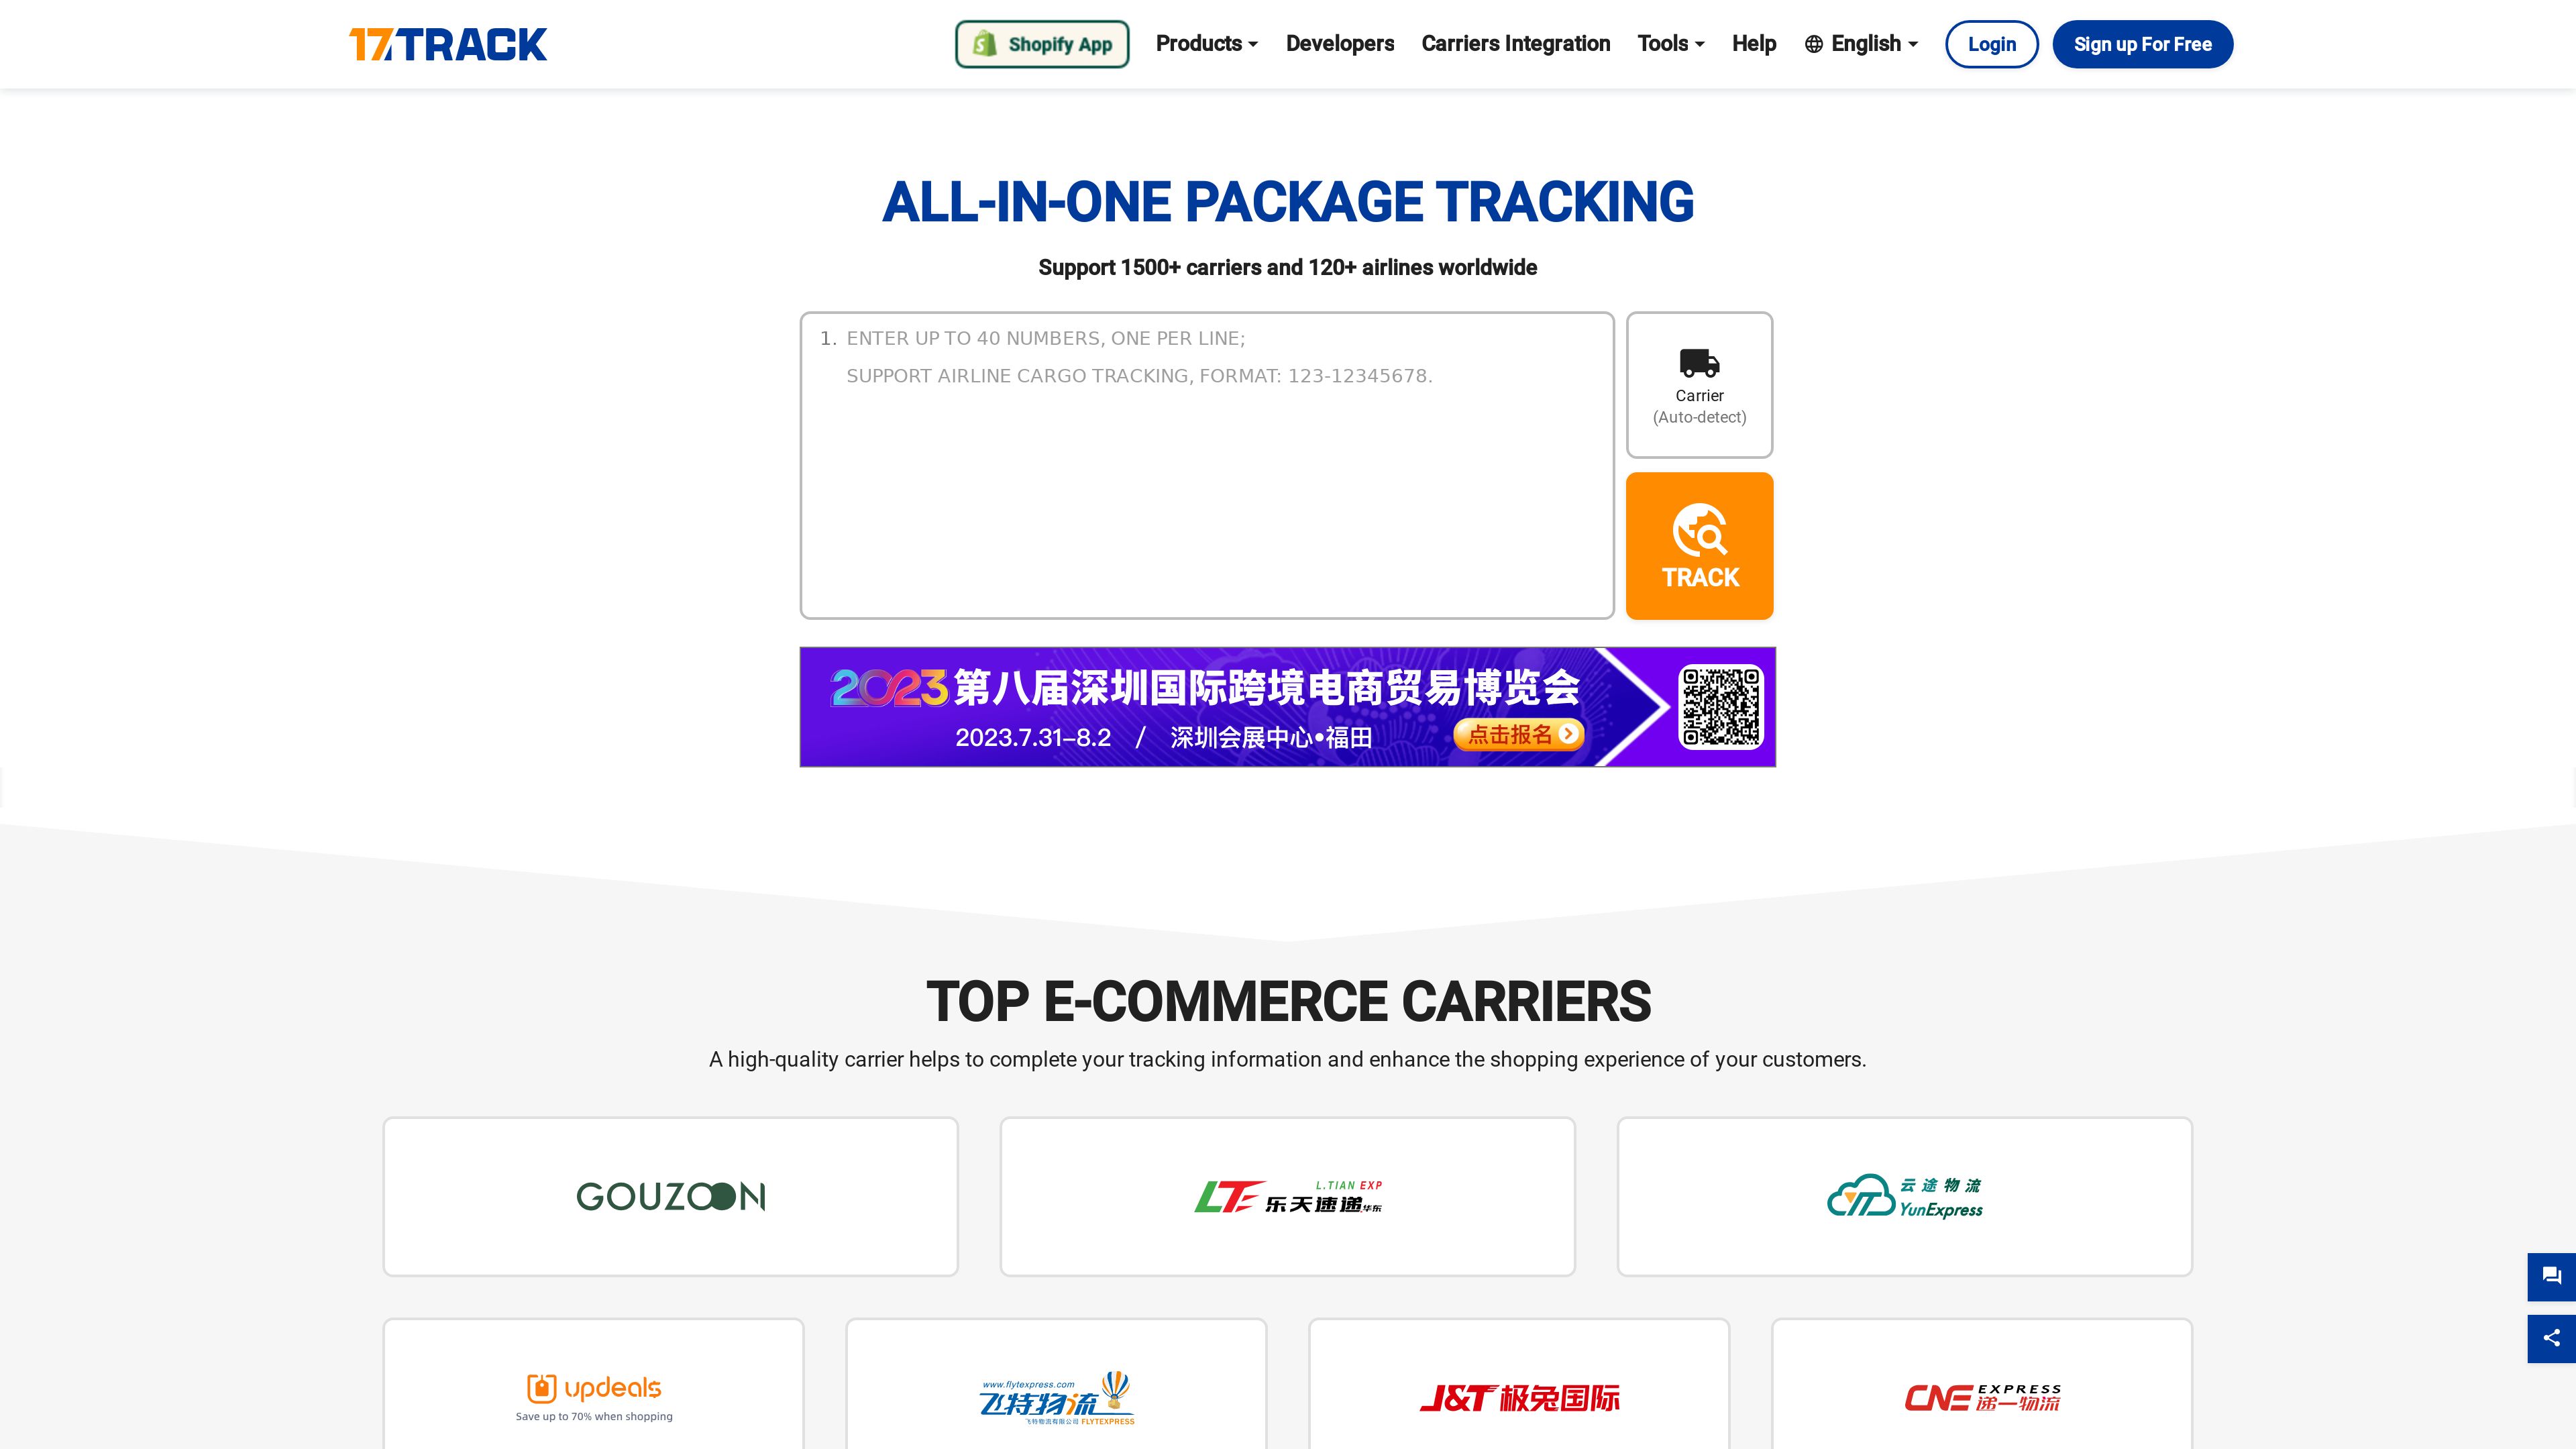 17TRACK
Shopify App
Products
Developers
Carriers Integration
Tools
Help
English
Login
Sign up For Free
ALL-IN-ONE PACKAGE TRACKING
Support 1500+ carriers and 120+ airlines worldwide
1. ENTER UP TO 40 NUMBERS, ONE PER LINE;
SUPPORT AIRLINE CARGO TRACKING, FORMAT: 123-12345678.
Carrier
(Auto-detect)
TRACK
2023第八届深圳国际跨境电商贸易博览会
2023.7.31–8.2 / 深圳会展中心•福田
点击报名
TOP E-COMMERCE CARRIERS
A high-quality carrier helps to complete your tracking information and enhance the shopping experience of your customers.
GOUZOON
L.TIAN EXP
LTE 乐天速递.华东
云途物流
YT YunExpress
updeals
Save up to 70% when shopping
www.flytexpress.com
飞特物流
飞特物流有限公司 FLYTEXPRESS
J&T 极兔国际
CNE EXPRESS
递一物流